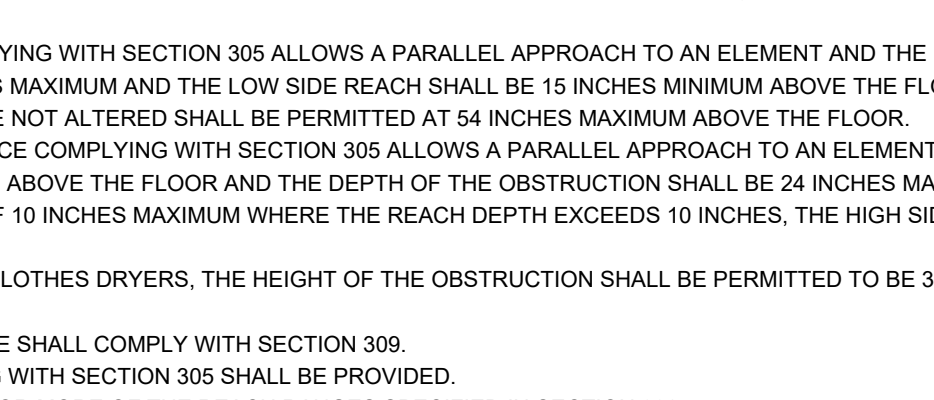 YING WITH SECTION 305 ALLOWS A PARALLEL APPROACH TO AN ELEMENT AND THE
S MAXIMUM AND THE LOW SIDE REACH SHALL BE 15 INCHES MINIMUM ABOVE THE FLO
E NOT ALTERED SHALL BE PERMITTED AT 54 INCHES MAXIMUM ABOVE THE FLOOR.
CE COMPLYING WITH SECTION 305 ALLOWS A PARALLEL APPROACH TO AN ELEMENT
ABOVE THE FLOOR AND THE DEPTH OF THE OBSTRUCTION SHALL BE 24 INCHES MA
F 10 INCHES MAXIMUM WHERE THE REACH DEPTH EXCEEDS 10 INCHES, THE HIGH SID
LOTHES DRYERS, THE HEIGHT OF THE OBSTRUCTION SHALL BE PERMITTED TO BE 3
E SHALL COMPLY WITH SECTION 309.
G WITH SECTION 305 SHALL BE PROVIDED.